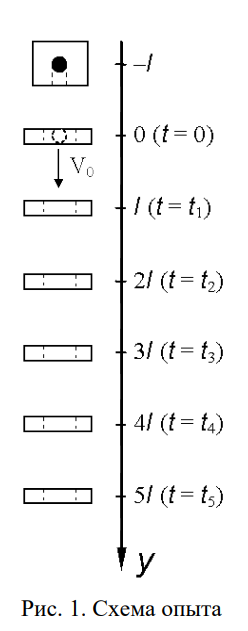 –l
0 (t = 0)
V₀
l (t = t₁)
2l (t = t₂)
3l (t = t₃)
4l (t = t₄)
5l (t = t₅)
y
Рис. 1. Схема опыта